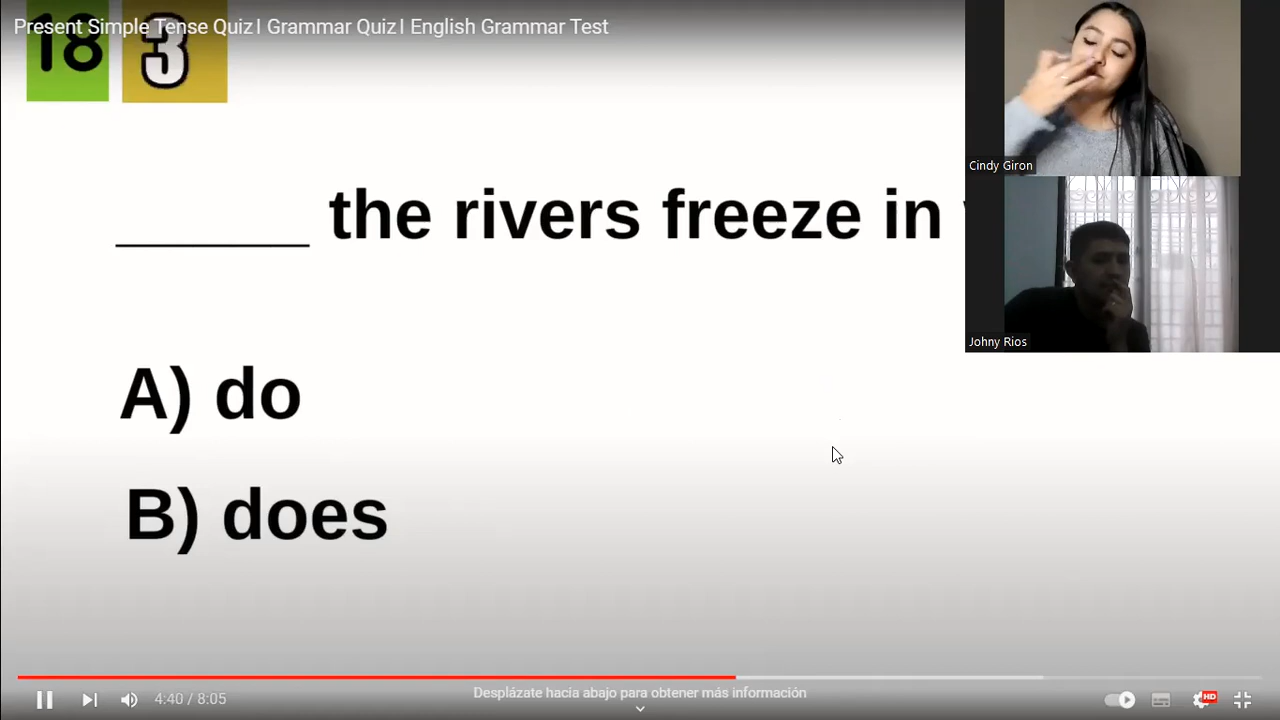 Present Simple Tense Quiz l Grammar Quiz l English Grammar Test
18 3
Cindy Giron
______ the rivers freeze in
Johny Rios
A) do
B) does
4:40 / 8:05
Desplázate hacia abajo para obtener más información
HD